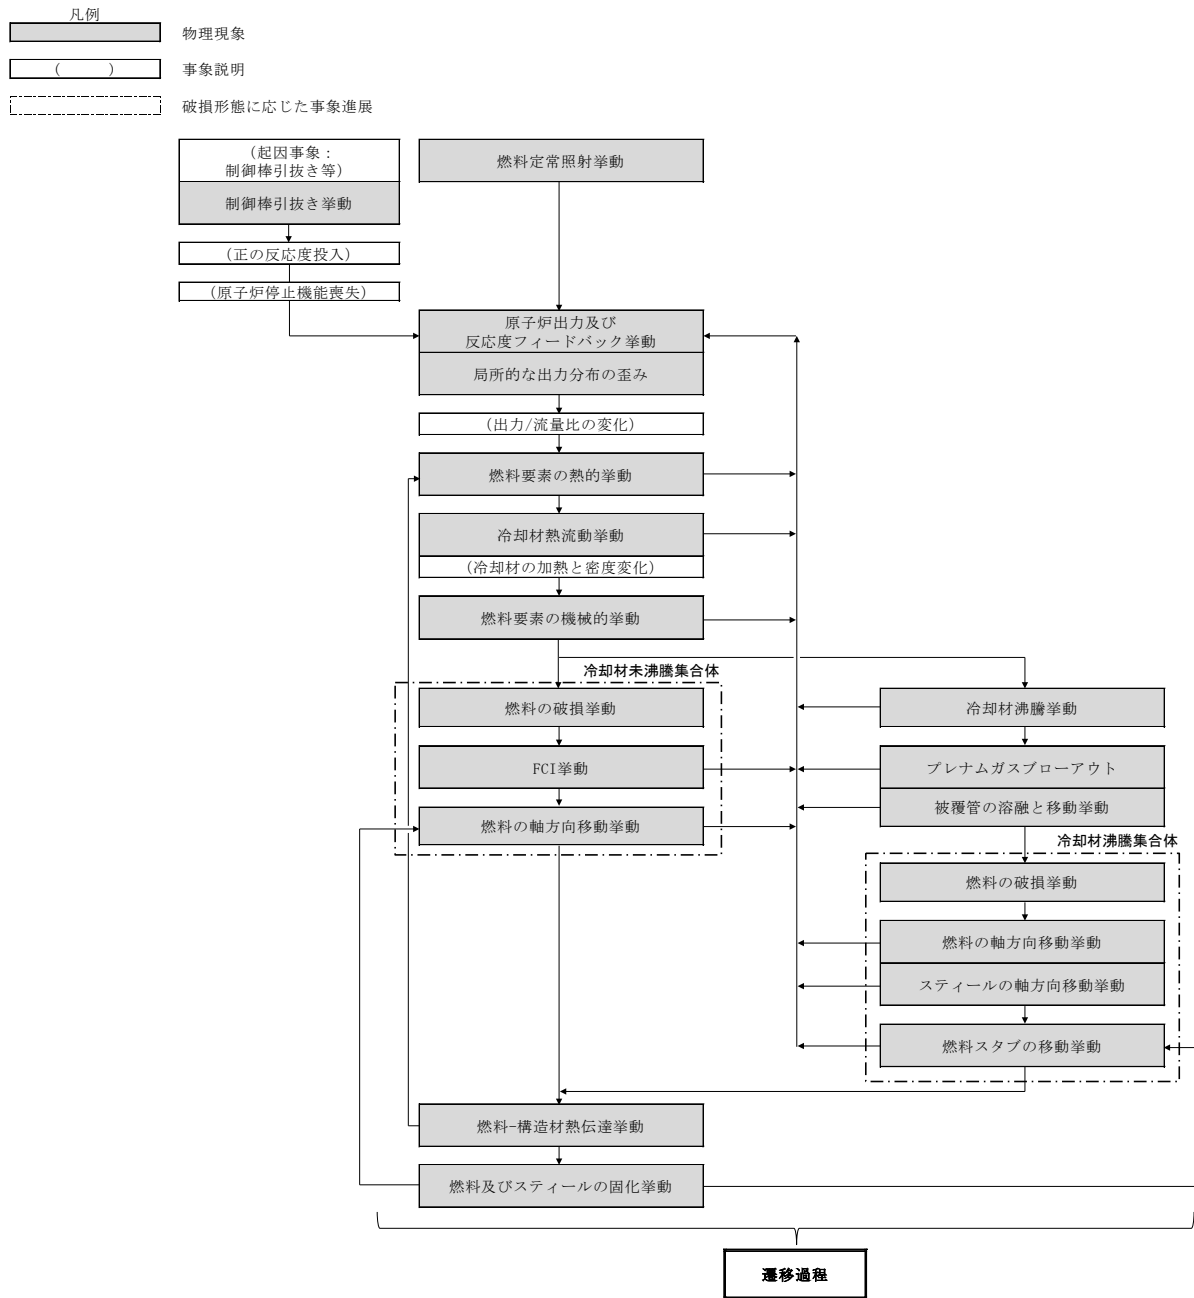 凡例
物理現象
(　　　)
事象説明
破損形態に応じた事象進展
(起因事象：
制御棒引抜き等)
制御棒引抜き挙動
(正の反応度投入)
(原子炉停止機能喪失)
燃料定常照射挙動
原子炉出力及び
反応度フィードバック挙動
局所的な出力分布の歪み
(出力/流量比の変化)
燃料要素の熱的挙動
冷却材熱流動挙動
(冷却材の加熱と密度変化)
燃料要素の機械的挙動
冷却材未沸騰集合体
燃料の破損挙動
FCI挙動
燃料の軸方向移動挙動
冷却材沸騰挙動
プレナムガスブローアウト
被覆管の溶融と移動挙動
冷却材沸騰集合体
燃料の破損挙動
燃料の軸方向移動挙動
スティールの軸方向移動挙動
燃料スタブの移動挙動
燃料-構造材熱伝達挙動
燃料及びスティールの固化挙動
遷移過程